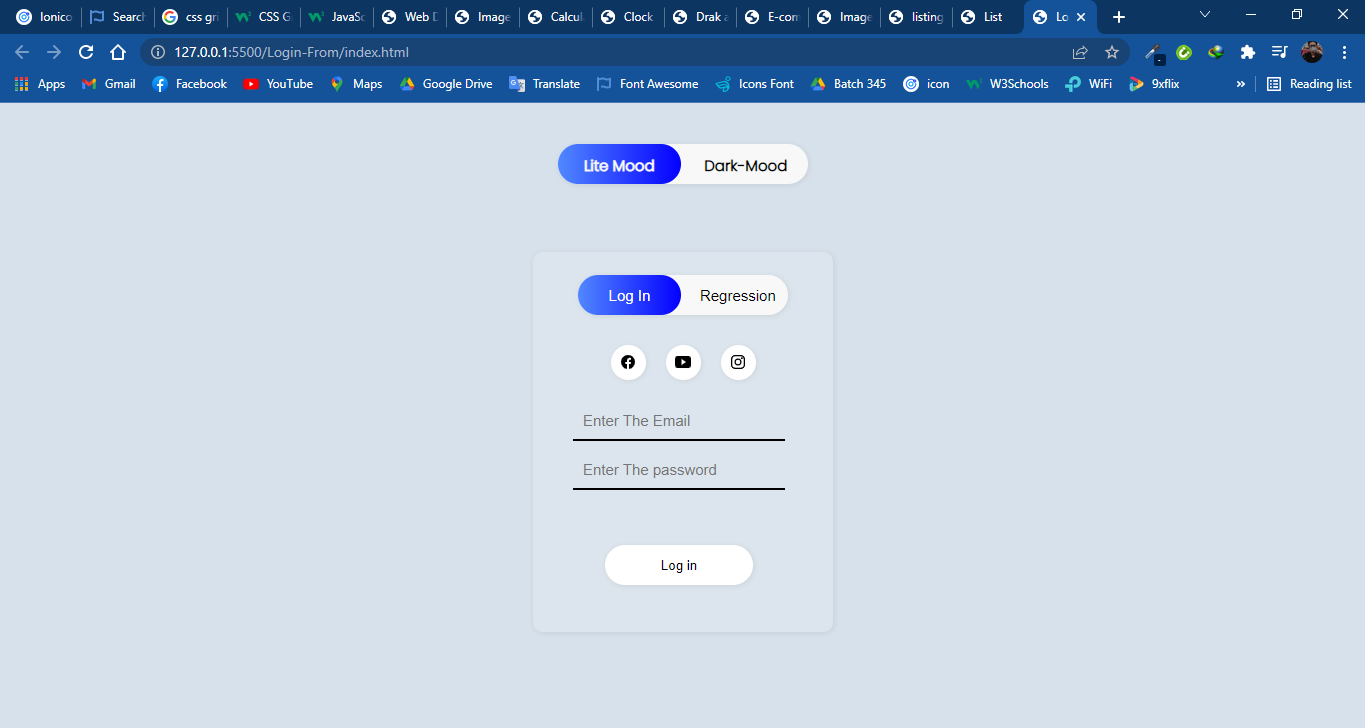 Ionico Search css gri CSS G JavaSc Web D Image Calcul Clock Drak a E-com Image listing List Lo
127.0.0.1:5500/Login-From/index.html
Apps Gmail Facebook YouTube Maps Google Drive Translate Font Awesome Icons Font Batch 345 icon W3Schools WiFi 9xflix » Reading list
Lite Mood Dark-Mood
Log In Regression
Enter The Email
Enter The password
Log in